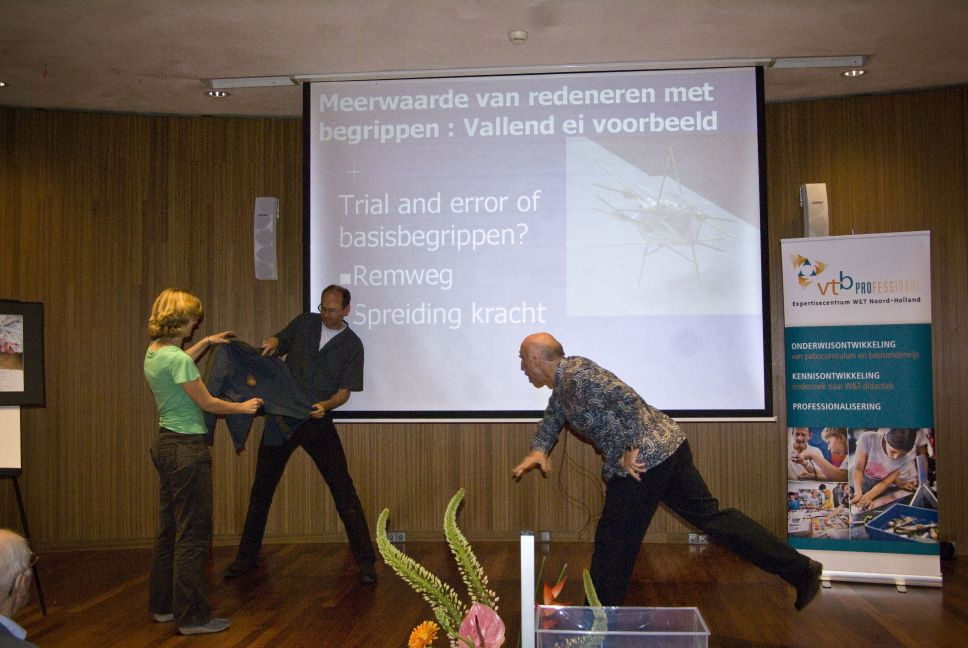 Meerwaarde van redeneren met
begrippen : Vallend ei voorbeeld
Trial and error of
basisbegrippen?
■Remweg
■Spreiding kracht
vtb PROFESSIONAL
Expertisecentrum W&T Noord-Holland
ONDERWIJSONTWIKKELING
van pabocurriculum en basisonderwijs
KENNISONTWIKKELING
onderzoek naar W&T-didactiek
PROFESSIONALISERING